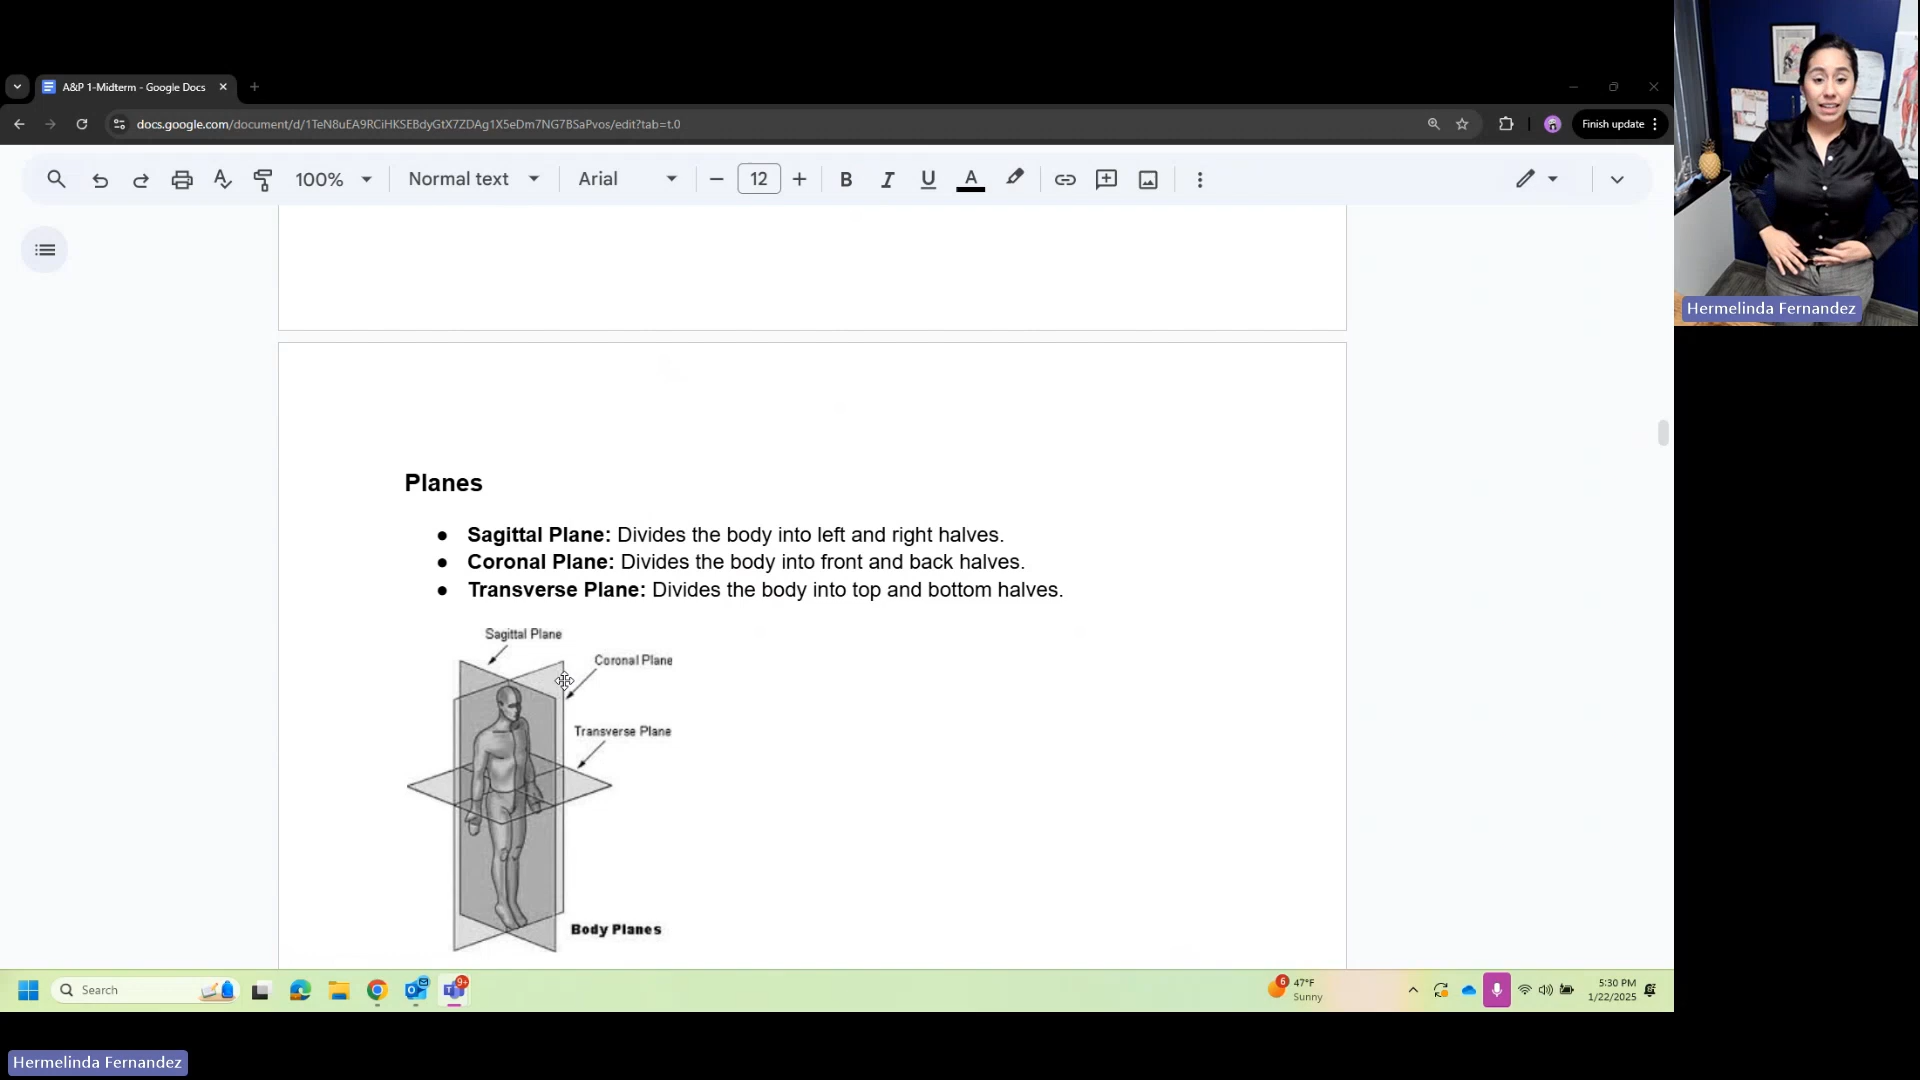 A&P 1-Midterm - Google Docs
docs.google.com/document/d/1TeN8uEA9RCiHKSEBdyGtX7ZDAg1X5eDm7NG7BSaPvos/edit?tab=t.0
Finish update
100%
Normal text
Arial
12
B
I
U
A
Hermelinda Fernandez
Planes
● Sagittal Plane: Divides the body into left and right halves.
● Coronal Plane: Divides the body into front and back halves.
● Transverse Plane: Divides the body into top and bottom halves.
Sagittal Plane
Coronal Plane
Transverse Plane
Body Planes
Search
9+
6
47°F
Sunny
5:30 PM
1/22/2025
Hermelinda Fernandez